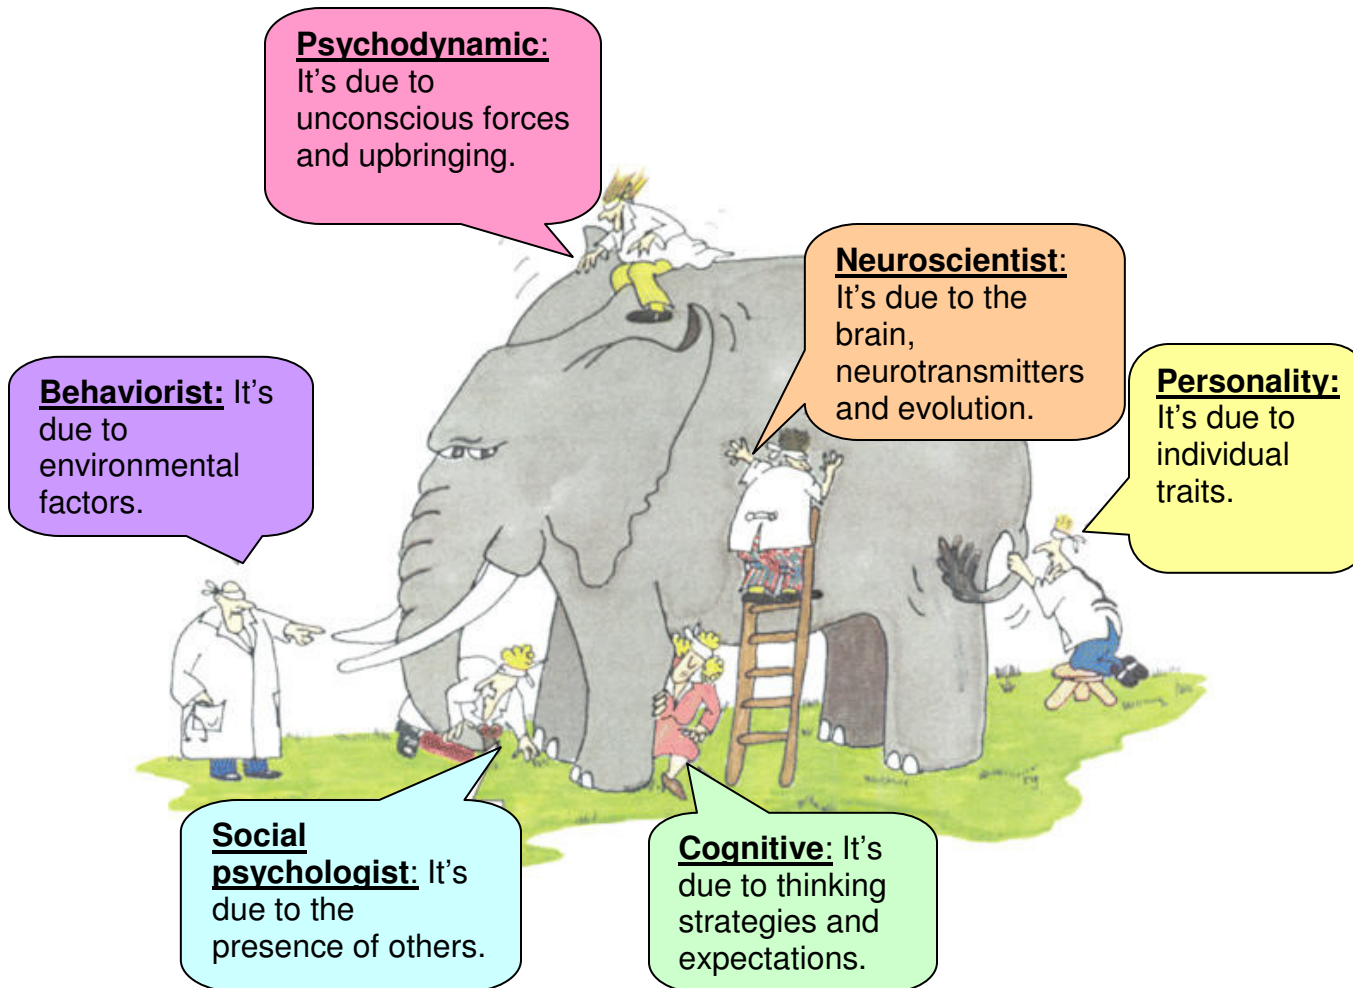 Psychodynamic:
It’s due to
unconscious forces
and upbringing.
Neuroscientist:
It’s due to the
brain,
neurotransmitters
and evolution.
Personality:
It’s due to
individual
traits.
Behaviorist: It’s
due to
environmental
factors.
Social
psychologist: It’s
due to the
presence of others.
Cognitive: It’s
due to thinking
strategies and
expectations.